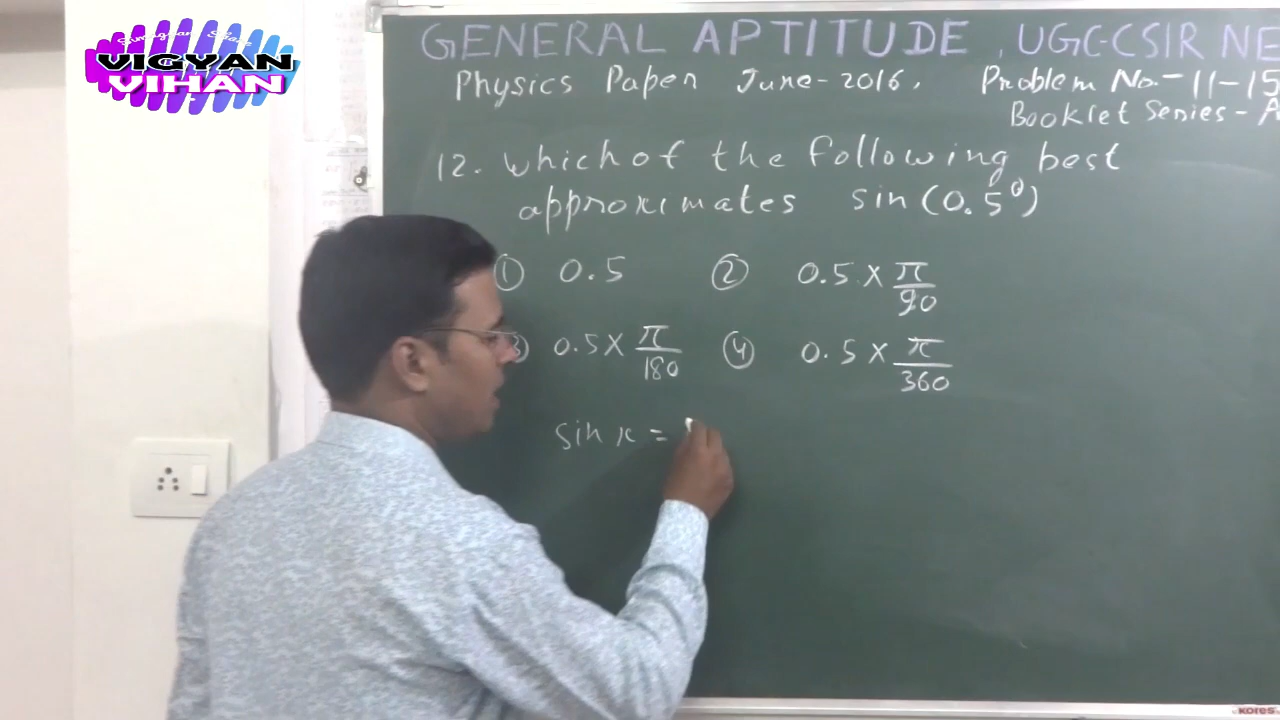 VIGYAN
VIHAN
GENERAL APTITUDE, UGC-CSIR NE
Physics Paper June-2016, Problem No.-11-15
Booklet Series-A
12. Which of the following best
approximates sin(0.5⁰)
① 0.5 ② 0.5 × π/90
③ 0.5 × π/180 ④ 0.5 × π/360
sin x =
kores